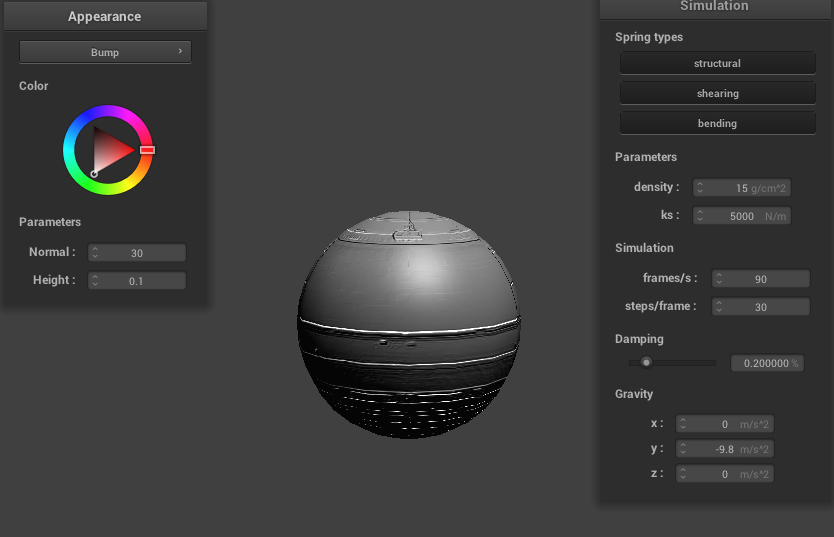 Appearance
Bump
Color
Parameters
Normal : 30
Height : 0.1
Simulation
Spring types
structural
shearing
bending
Parameters
density : 15 g/cm^2
ks : 5000 N/m
Simulation
frames/s : 90
steps/frame : 30
Damping
0.200000 %
Gravity
x : 0 m/s^2
y : -9.8 m/s^2
z : 0 m/s^2